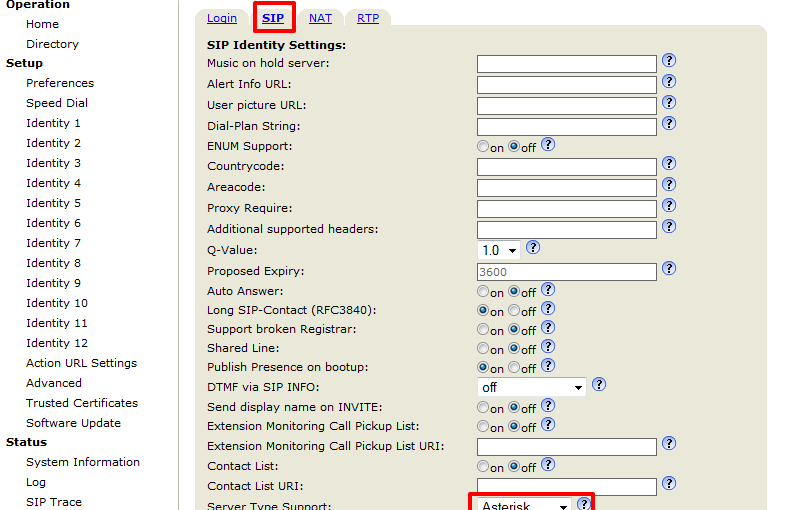 Operation
Home
Directory
Setup
Preferences
Speed Dial
Identity 1
Identity 2
Identity 3
Identity 4
Identity 5
Identity 6
Identity 7
Identity 8
Identity 9
Identity 10
Identity 11
Identity 12
Action URL Settings
Advanced
Trusted Certificates
Software Update
Status
System Information
Log
SIP Trace
Login SIP NAT RTP
SIP Identity Settings:
Music on hold server: ?
Alert Info URL: ?
User picture URL: ?
Dial-Plan String: ?
ENUM Support: on off ?
Countrycode: ?
Areacode: ?
Proxy Require: ?
Additional supported headers: ?
Q-Value: 1.0 ?
Proposed Expiry: 3600 ?
Auto Answer: on off ?
Long SIP-Contact (RFC3840): on off ?
Support broken Registrar: on off ?
Shared Line: on off ?
Publish Presence on bootup: on off ?
DTMF via SIP INFO: off ?
Send display name on INVITE: on off ?
Extension Monitoring Call Pickup List: on off ?
Extension Monitoring Call Pickup List URI: ?
Contact List: on off ?
Contact List URI: ?
Server Type Support: Asterisk ?